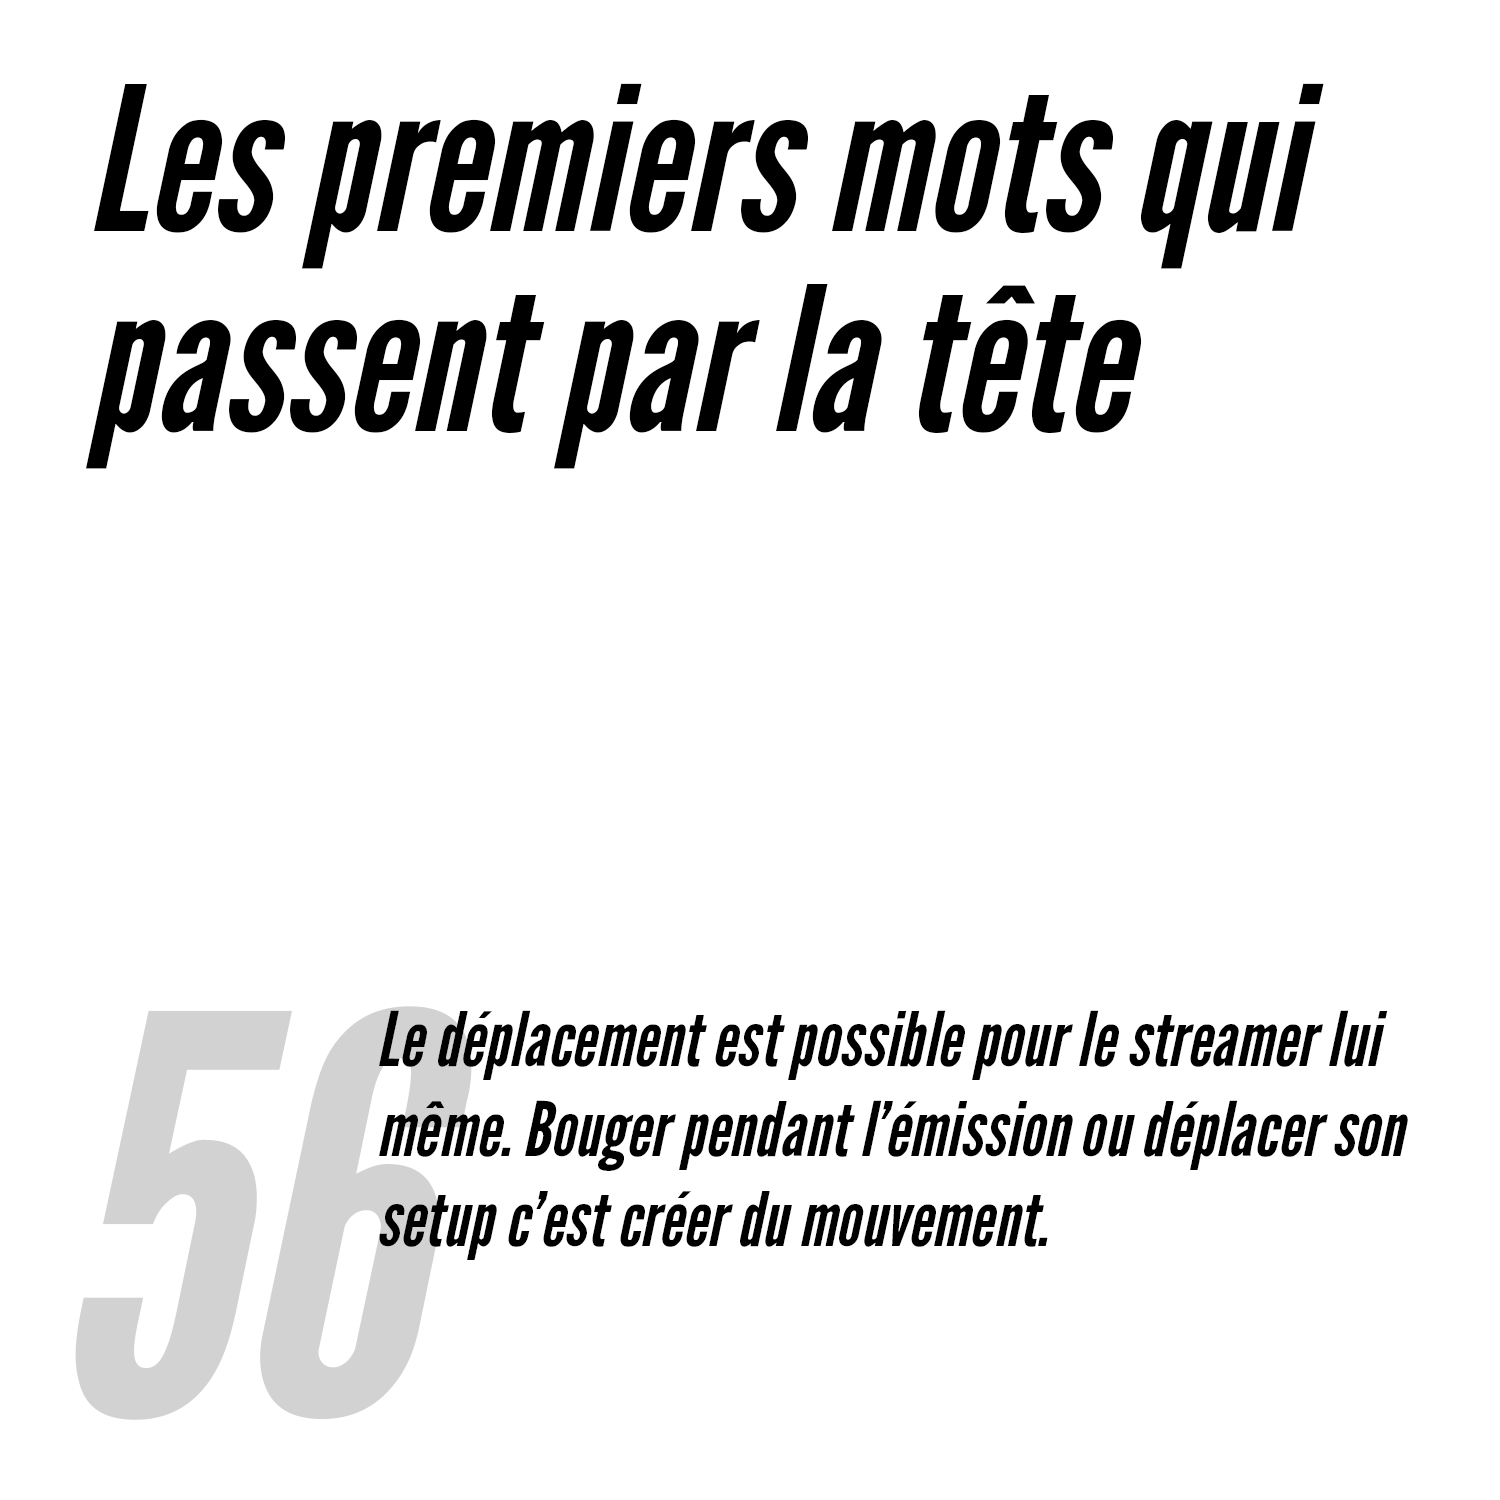 Les premiers mots qui
passent par la tête
56
Le déplacement est possible pour le streamer lui
même. Bouger pendant l’émission ou déplacer son
setup c’est créer du mouvement.